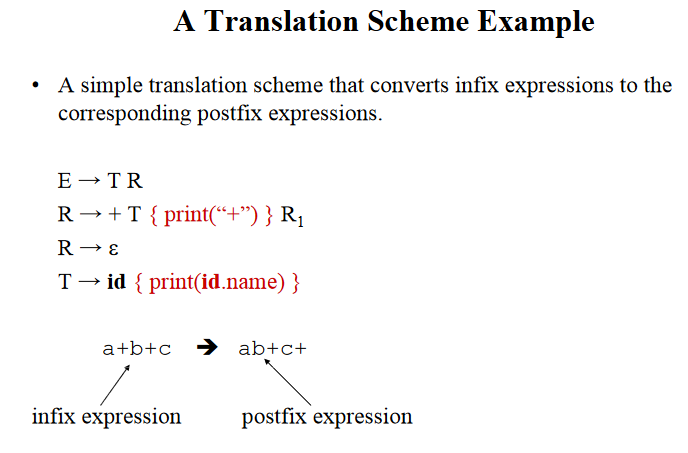 A Translation Scheme Example
• A simple translation scheme that converts infix expressions to the
corresponding postfix expressions.
E → T R
R → + T { print(“+”) } R₁
R → ε
T → id { print(id.name) }
a+b+c ➔ ab+c+
infix expression postfix expression